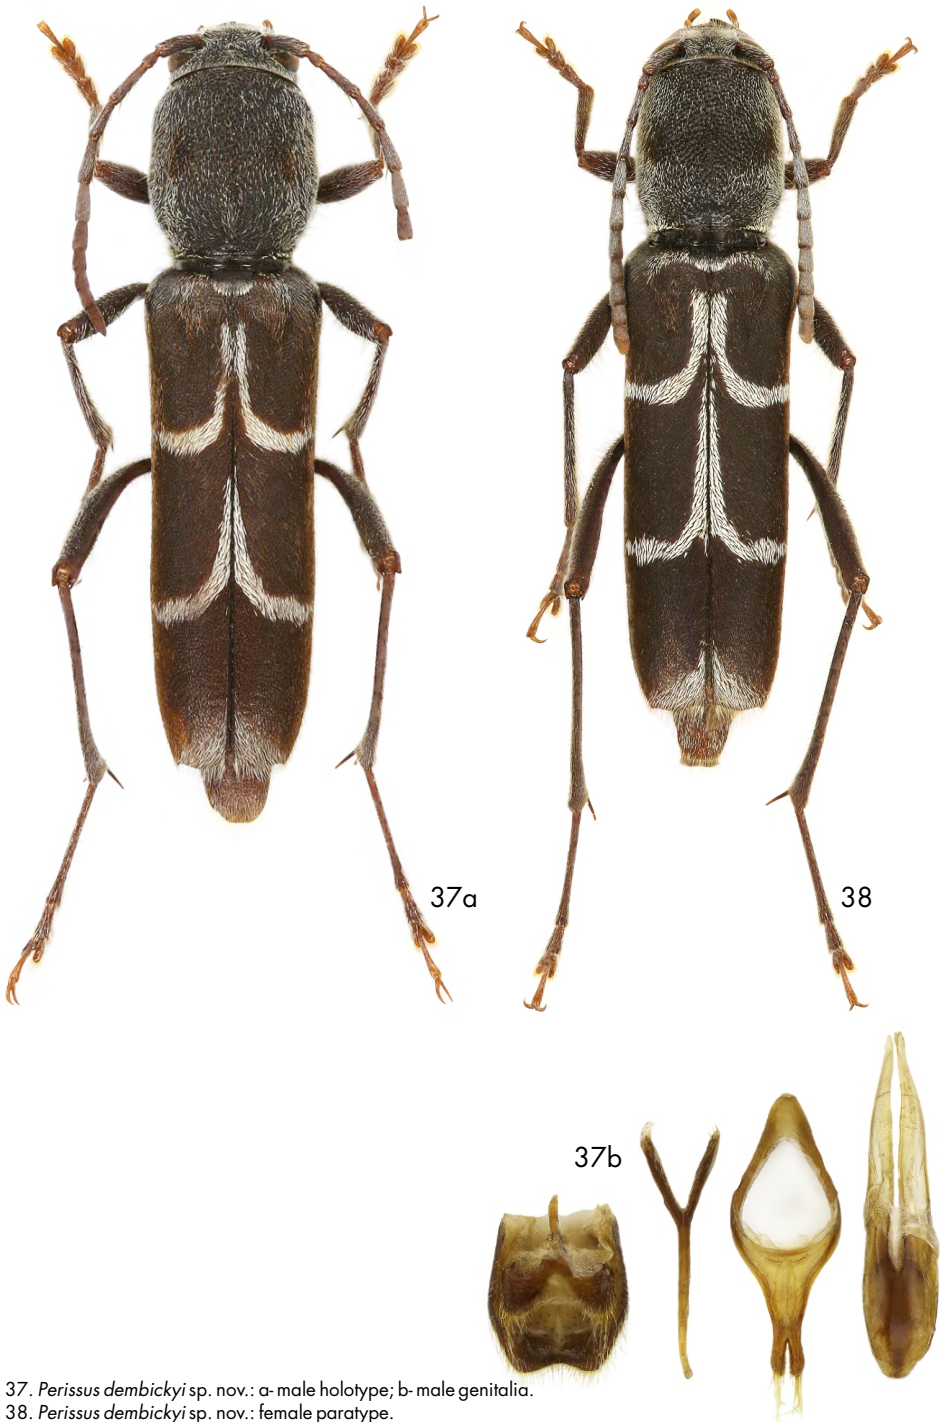 37a
38
37b
37. Perissus dembickyi sp. nov.: a- male holotype; b- male genitalia.
38. Perissus dembickyi sp. nov.: female paratype.